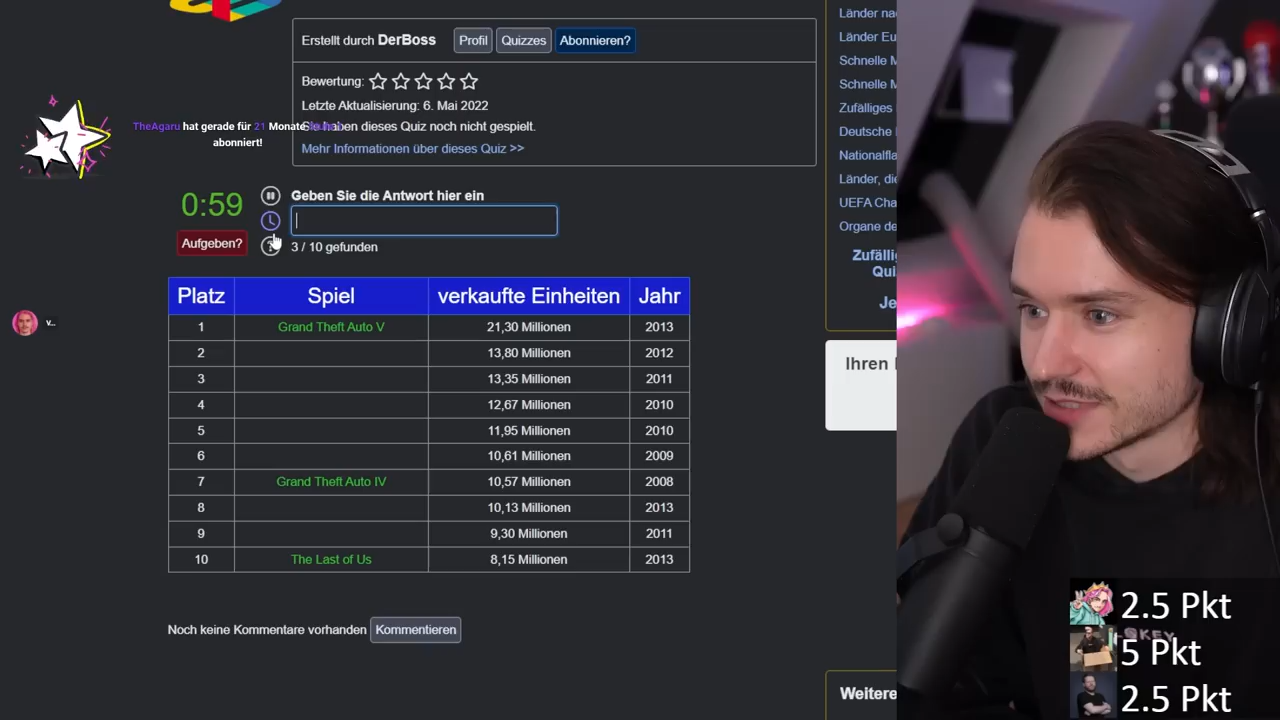 Erstellt durch DerBoss Profil Quizzes Abonnieren?
Bewertung:
Letzte Aktualisierung: 6. Mai 2022
haben dieses Quiz noch nicht gespielt.
Mehr Informationen über dieses Quiz >>
TheAgaru hat gerade für 21 Monate
abonniert!
0:59
Geben Sie die Antwort hier ein
Aufgeben?
3 / 10 gefunden
Platz Spiel verkaufte Einheiten Jahr
1 Grand Theft Auto V 21,30 Millionen 2013
2 13,80 Millionen 2012
3 13,35 Millionen 2011
4 12,67 Millionen 2010
5 11,95 Millionen 2010
6 10,61 Millionen 2009
7 Grand Theft Auto IV 10,57 Millionen 2008
8 10,13 Millionen 2013
9 9,30 Millionen 2011
10 The Last of Us 8,15 Millionen 2013
v...
Noch keine Kommentare vorhanden Kommentieren
Länder na
Länder Eu
Schnelle M
Schnelle M
Zufälliges
Deutsche
Nationalfla
Länder, die
UEFA Cha
Organe de
Zufälli
Qui
Je
Ihren
Weitere
2.5 Pkt
5 Pkt
2.5 Pkt